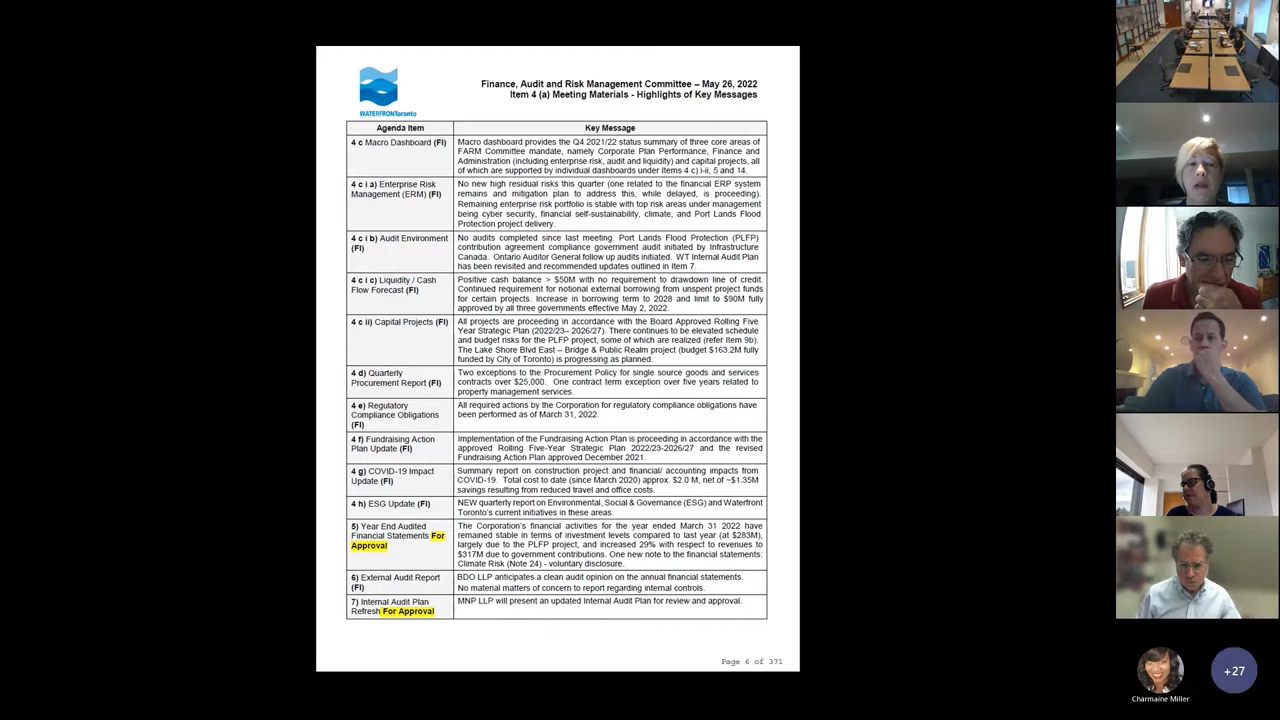 Finance, Audit and Risk Management Committee – May 26, 2022
Item 4 (a) Meeting Materials - Highlights of Key Messages
WATERFRONToronto
Agenda Item
Key Message
4 c Macro Dashboard (FI)
Macro dashboard provides the Q4 2021/22 status summary of three core areas of
FARM Committee mandate, namely Corporate Plan Performance, Finance and
Administration (including enterprise risk, audit and liquidity) and capital projects, all
of which are supported by individual dashboards under Items 4 c) i-ii, 5 and 14.
4 c i a) Enterprise Risk
Management (ERM) (FI)
No new high residual risks this quarter (one related to the financial ERP system
remains and mitigation plan to address this, while delayed, is proceeding).
Remaining enterprise risk portfolio is stable with top risk areas under management
being cyber security, financial self-sustainability, climate, and Port Lands Flood
Protection project delivery.
4 c i b) Audit Environment
(FI)
No audits completed since last meeting. Port Lands Flood Protection (PLFP)
contribution agreement compliance government audit initiated by Infrastructure
Canada. Ontario Auditor General follow up audits initiated. WT Internal Audit Plan
has been revisited and recommended updates outlined in Item 7.
4 c i c) Liquidity / Cash
Flow Forecast (FI)
Positive cash balance > $50M with no requirement to drawdown line of credit.
Continued requirement for notional external borrowing from unspent project funds
for certain projects. Increase in borrowing term to 2028 and limit to $90M fully
approved by all three governments effective May 2, 2022.
4 c ii) Capital Projects (FI)
All projects are proceeding in accordance with the Board Approved Rolling Five
Year Strategic Plan (2022/23– 2026/27). There continues to be elevated schedule
and budget risks for the PLFP project, some of which are realized (refer Item 9b).
The Lake Shore Blvd East – Bridge & Public Realm project (budget $163.2M fully
funded by City of Toronto) is progressing as planned.
4 d) Quarterly
Procurement Report (FI)
Two exceptions to the Procurement Policy for single source goods and services
contracts over $25,000. One contract term exception over five years related to
property management services.
4 e) Regulatory
Compliance Obligations
(FI)
All required actions by the Corporation for regulatory compliance obligations have
been performed as of March 31, 2022.
4 f) Fundraising Action
Plan Update (FI)
Implementation of the Fundraising Action Plan is proceeding in accordance with the
approved Rolling Five-Year Strategic Plan 2022/23-2026/27 and the revised
Fundraising Action Plan approved December 2021.
4 g) COVID-19 Impact
Update (FI)
Summary report on construction project and financial/ accounting impacts from
COVID-19. Total cost to date (since March 2020) approx. $2.0 M, net of ~$1.35M
savings resulting from reduced travel and office costs.
4 h) ESG Update (FI)
NEW quarterly report on Environmental, Social & Governance (ESG) and Waterfront
Toronto's current initiatives in these areas.
5) Year End Audited
Financial Statements For
Approval
The Corporation's financial activities for the year ended March 31 2022 have
remained stable in terms of investment levels compared to last year (at $283M),
largely due to the PLFP project, and increased 29% with respect to revenues to
$317M due to government contributions. One new note to the financial statements:
Climate Risk (Note 24) - voluntary disclosure.
6) External Audit Report
(FI)
BDO LLP anticipates a clean audit opinion on the annual financial statements.
No material matters of concern to report regarding internal controls.
7) Internal Audit Plan
Refresh For Approval
MNP LLP will present an updated Internal Audit Plan for review and approval.
Page 6 of 371
+27
Charmaine Miller